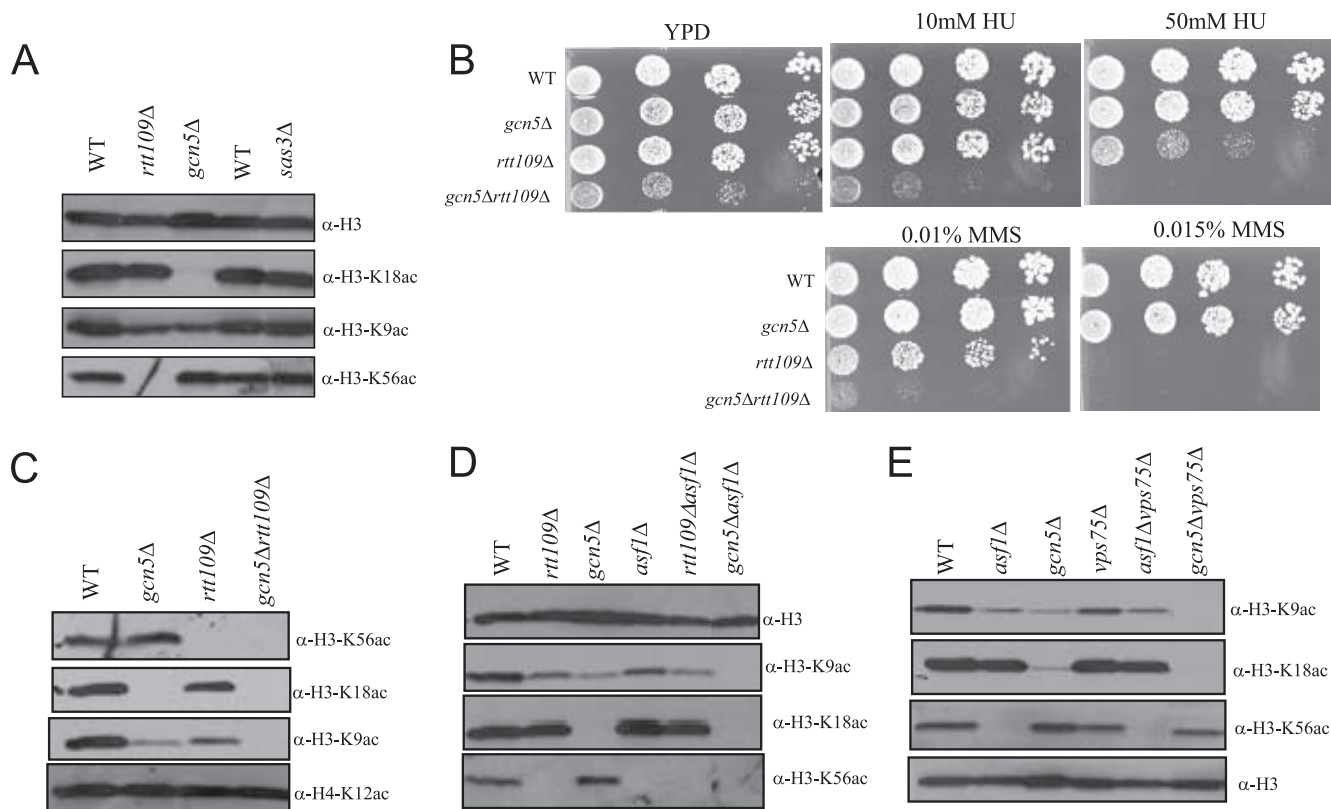 A
WT
rtt109Δ
gcn5Δ
WT
sas3Δ
α-H3
α-H3-K18ac
α-H3-K9ac
α-H3-K56ac
B
YPD
10mM HU
50mM HU
WT
gcn5Δ
rtt109Δ
gcn5Δrtt109Δ
0.01% MMS
0.015% MMS
WT
gcn5Δ
rtt109Δ
gcn5Δrtt109Δ
C
WT
gcn5Δ
rtt109Δ
gcn5Δrtt109Δ
α-H3-K56ac
α-H3-K18ac
α-H3-K9ac
α-H4-K12ac
D
WT
rtt109Δ
gcn5Δ
asf1Δ
rtt109Δasf1Δ
gcn5Δasf1Δ
α-H3
α-H3-K9ac
α-H3-K18ac
α-H3-K56ac
E
WT
asf1Δ
gcn5Δ
vps75Δ
asf1Δvps75Δ
gcn5Δvps75Δ
α-H3-K9ac
α-H3-K18ac
α-H3-K56ac
α-H3